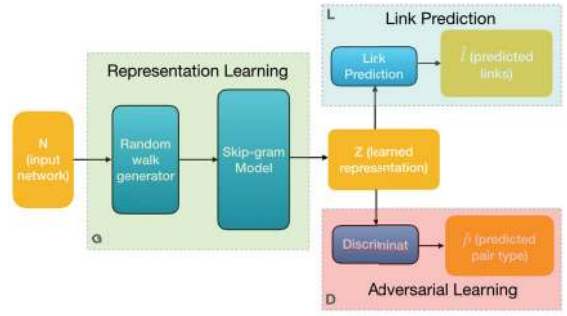 L
Link Prediction
Link
Prediction
l̂ (predicted
links)
Representation Learning
N
(input
network)
Random
walk
generator
Skip-gram
Model
G
Z (learned
representation)
Discriminat
p̂ (predicted
pair type)
D
Adversarial Learning